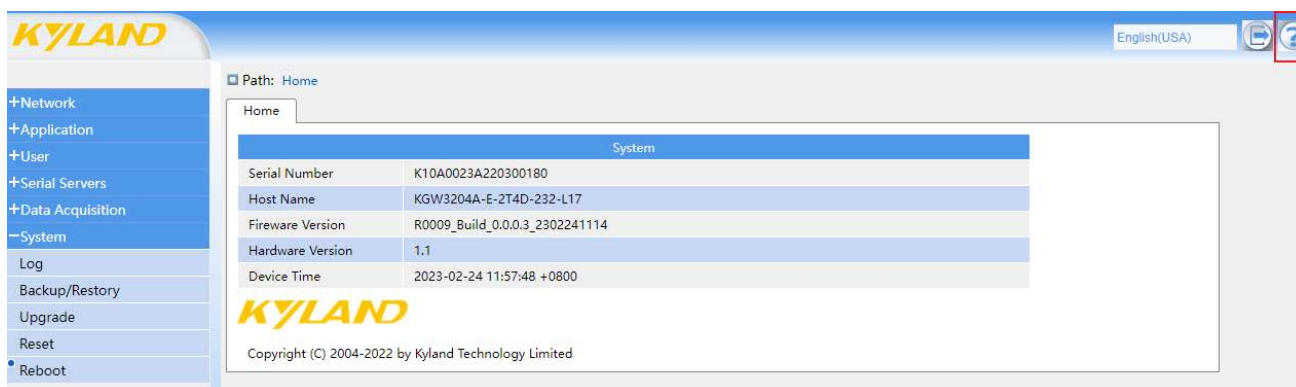 KYLAND
English(USA)
Path: Home
+Network
+Application
+User
+Serial Servers
+Data Acquisition
−System
Log
Backup/Restory
Upgrade
Reset
Reboot
Home
System
Serial Number K10A0023A220300180
Host Name KGW3204A-E-2T4D-232-L17
Fireware Version R0009_Build_0.0.0.3_2302241114
Hardware Version 1.1
Device Time 2023-02-24 11:57:48 +0800
KYLAND
Copyright (C) 2004-2022 by Kyland Technology Limited